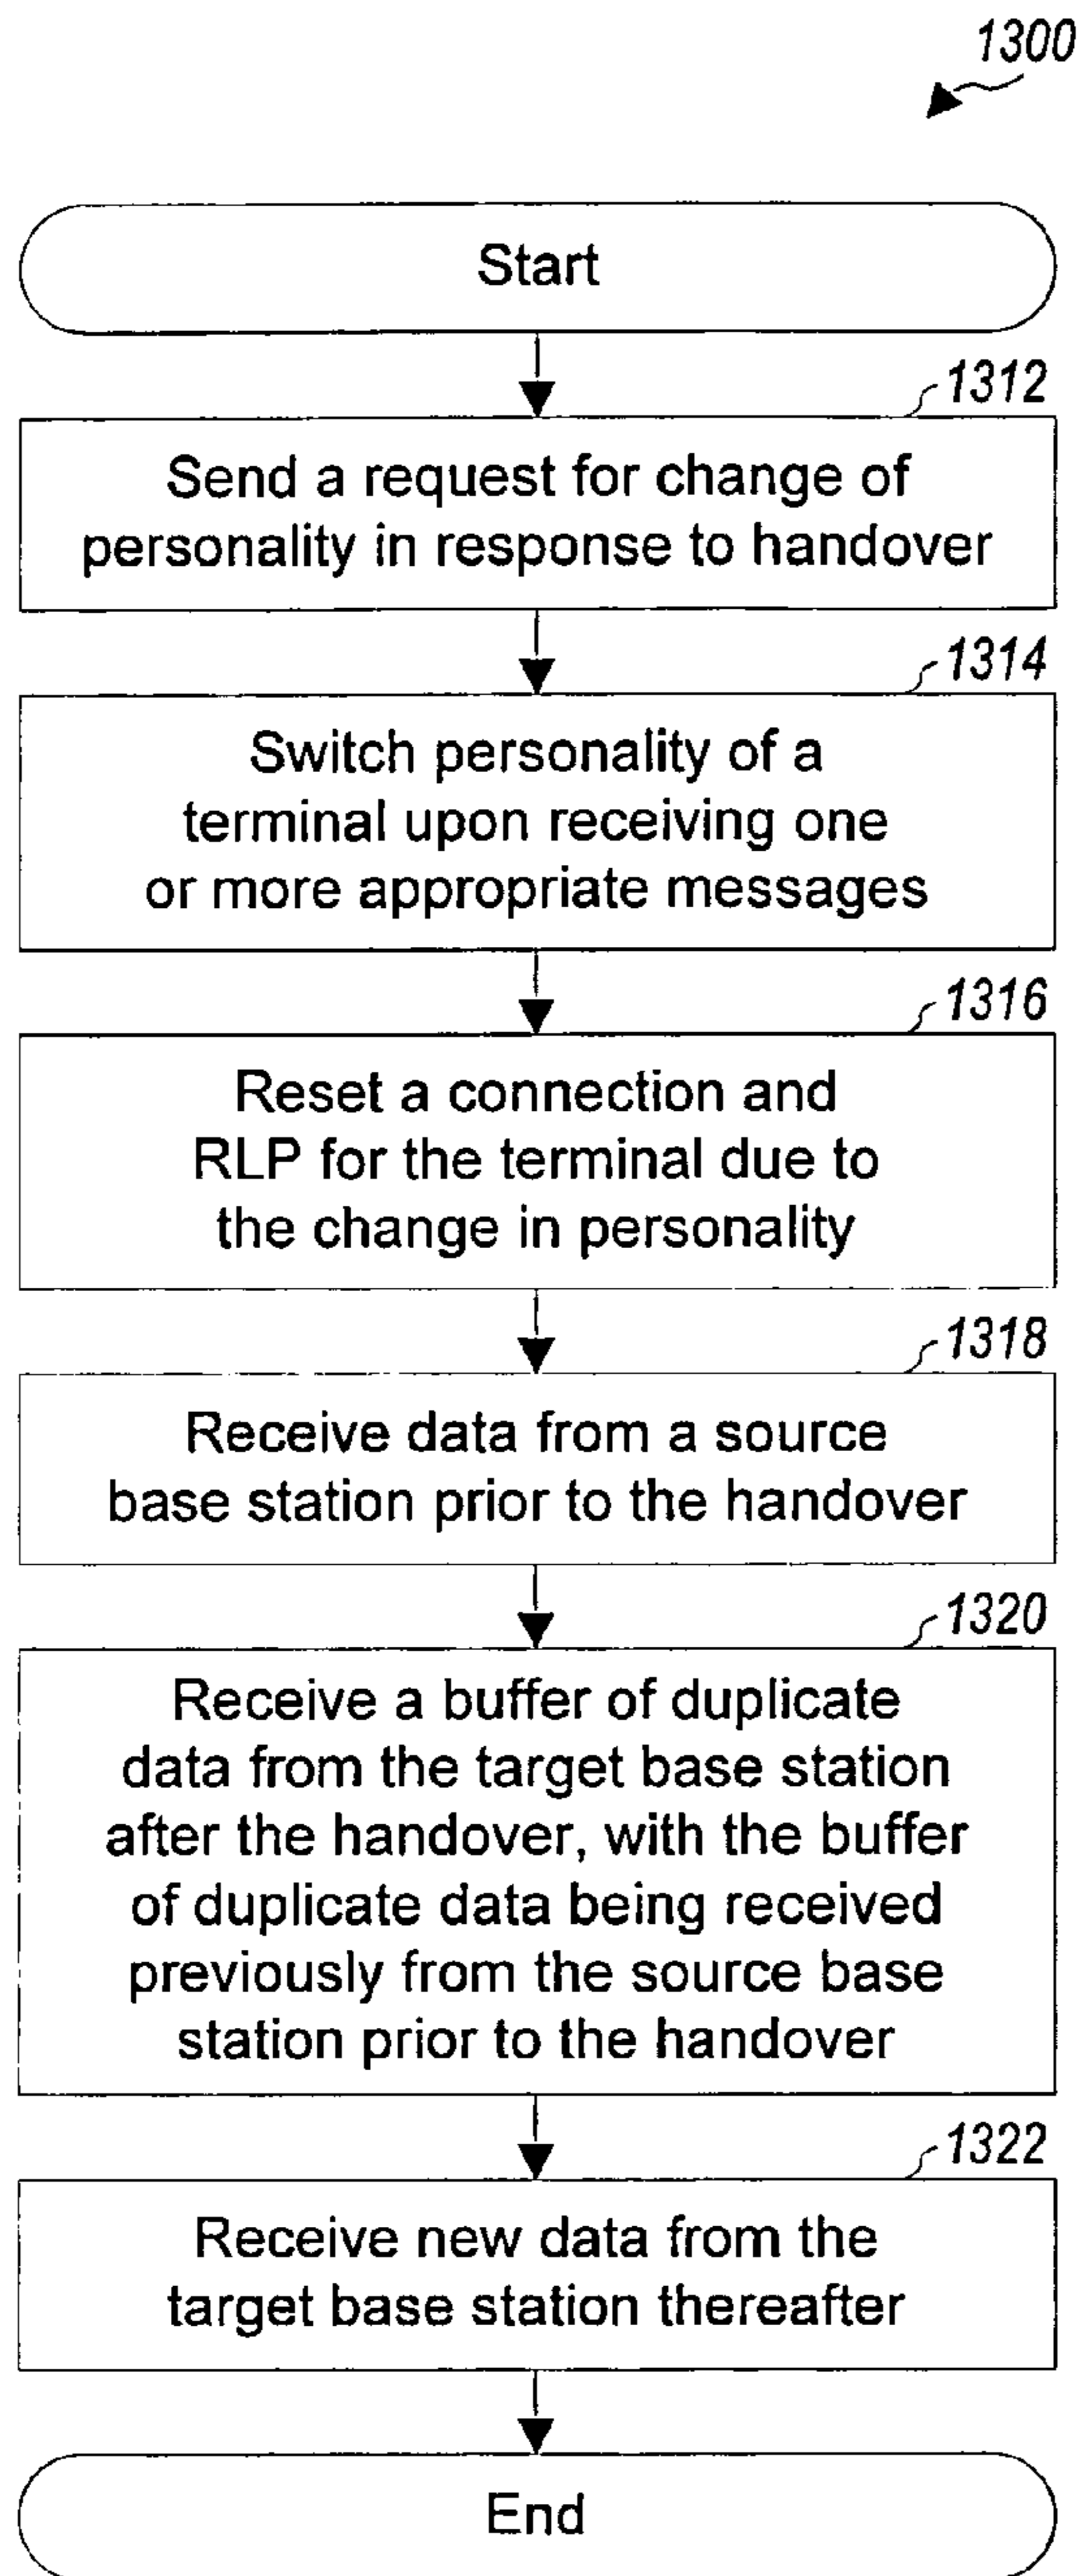 1300
Start
1312
Send a request for change of
personality in response to handover
1314
Switch personality of a
terminal upon receiving one
or more appropriate messages
1316
Reset a connection and
RLP for the terminal due to
the change in personality
1318
Receive data from a source
base station prior to the handover
1320
Receive a buffer of duplicate
data from the target base station
after the handover, with the buffer
of duplicate data being received
previously from the source base
station prior to the handover
1322
Receive new data from the
target base station thereafter
End